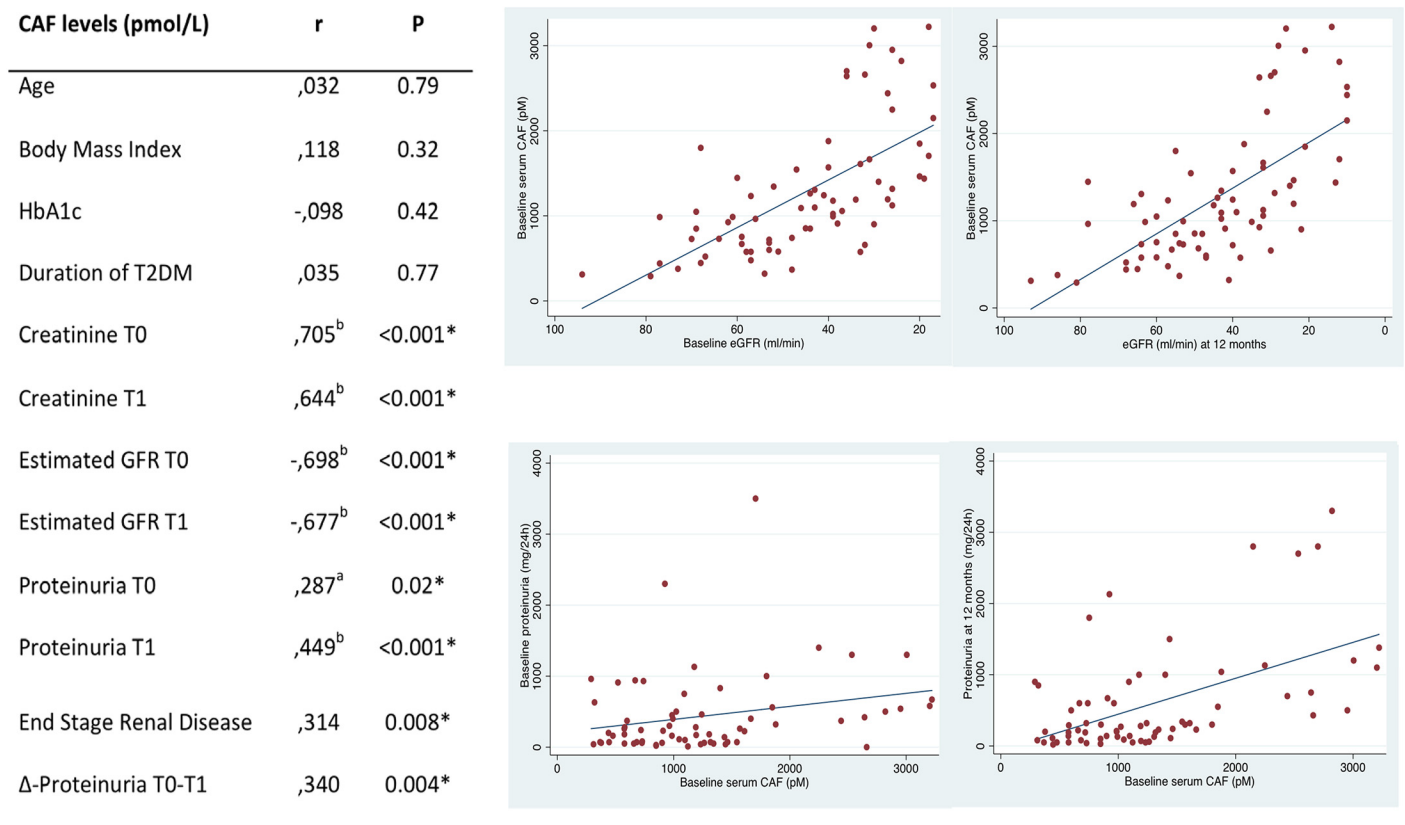 CAF levels (pmol/L) r P
Age ,032 0.79
Body Mass Index ,118 0.32
HbA1c -,098 0.42
Duration of T2DM ,035 0.77
Creatinine T0 ,705b <0.001*
Creatinine T1 ,644b <0.001*
Estimated GFR T0 -,698b <0.001*
Estimated GFR T1 -,677b <0.001*
Proteinuria T0 ,287a 0.02*
Proteinuria T1 ,449b <0.001*
End Stage Renal Disease ,314 0.008*
Δ-Proteinuria T0-T1 ,340 0.004*
Baseline serum CAF (pM)
3000
2000
1000
0
100 80 60 40 20
Baseline eGFR (ml/min)
Baseline serum CAF (pM)
3000
2000
1000
0
100 80 60 40 20 0
eGFR (ml/min) at 12 months
Baseline proteinuria (mg/24h)
4000
3000
2000
1000
0
0 1000 2000 3000
Baseline serum CAF (pM)
Proteinuria at 12 months (mg/24h)
4000
3000
2000
1000
0
0 1000 2000 3000
Baseline serum CAF (pM)